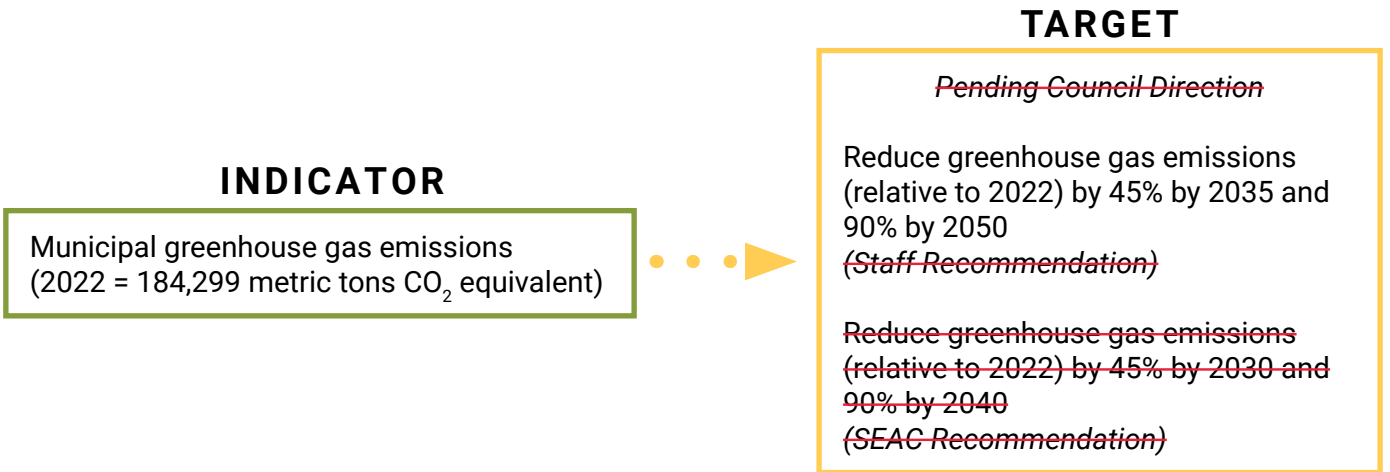 INDICATOR
Municipal greenhouse gas emissions
(2022 = 184,299 metric tons CO₂ equivalent)
TARGET
Pending Council Direction
Reduce greenhouse gas emissions
(relative to 2022) by 45% by 2035 and
90% by 2050
(Staff Recommendation)
Reduce greenhouse gas emissions
(relative to 2022) by 45% by 2030 and
90% by 2040
(SEAC Recommendation)